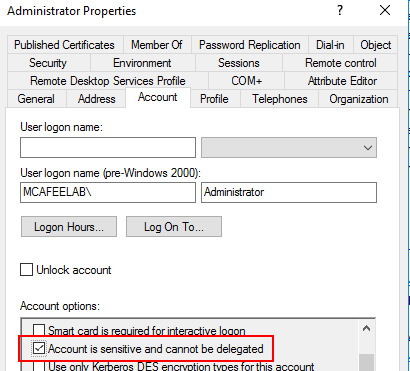 Administrator Properties
Published Certificates Member Of Password Replication Dial-in Object
Security Environment Sessions Remote control
Remote Desktop Services Profile COM+ Attribute Editor
General Address Account Profile Telephones Organization
User logon name:
User logon name (pre-Windows 2000):
MCAFEELAB\ Administrator
Logon Hours... Log On To...
Unlock account
Account options:
Smart card is required for interactive logon
Account is sensitive and cannot be delegated
Use only Kerberos DES encryption types for this account